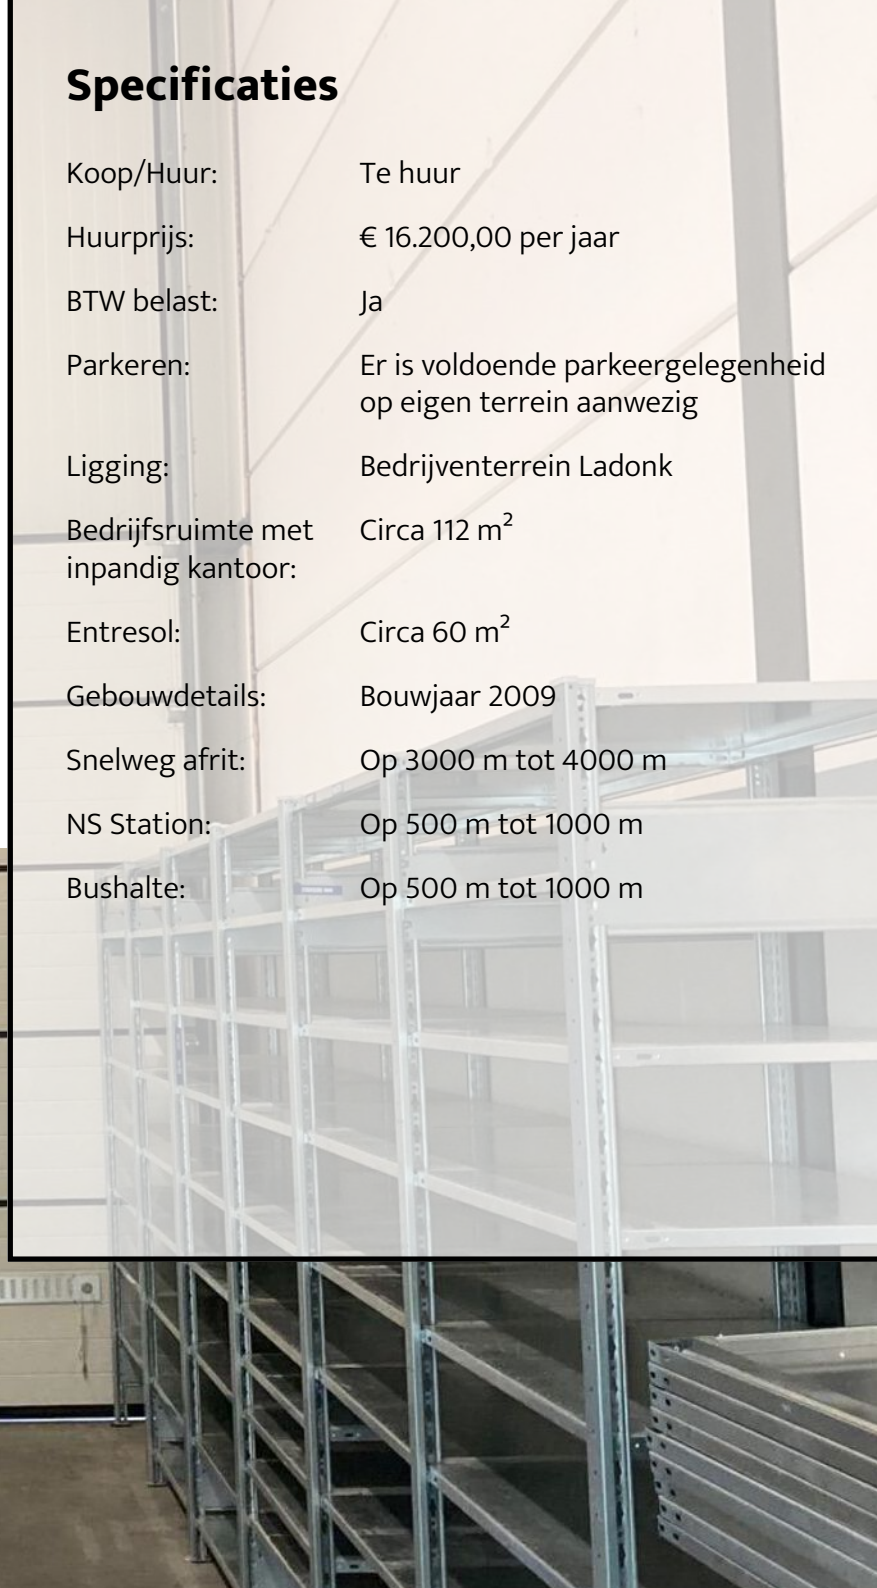 Specificaties
Koop/Huur: Te huur
Huurprijs: € 16.200,00 per jaar
BTW belast: Ja
Parkeren: Er is voldoende parkeergelegenheid
op eigen terrein aanwezig
Ligging: Bedrijventerrein Ladonk
Bedrijfsruimte met Circa 112 m²
inpandig kantoor:
Entresol: Circa 60 m²
Gebouwdetails: Bouwjaar 2009
Snelweg afrit: Op 3000 m tot 4000 m
NS Station: Op 500 m tot 1000 m
Bushalte: Op 500 m tot 1000 m